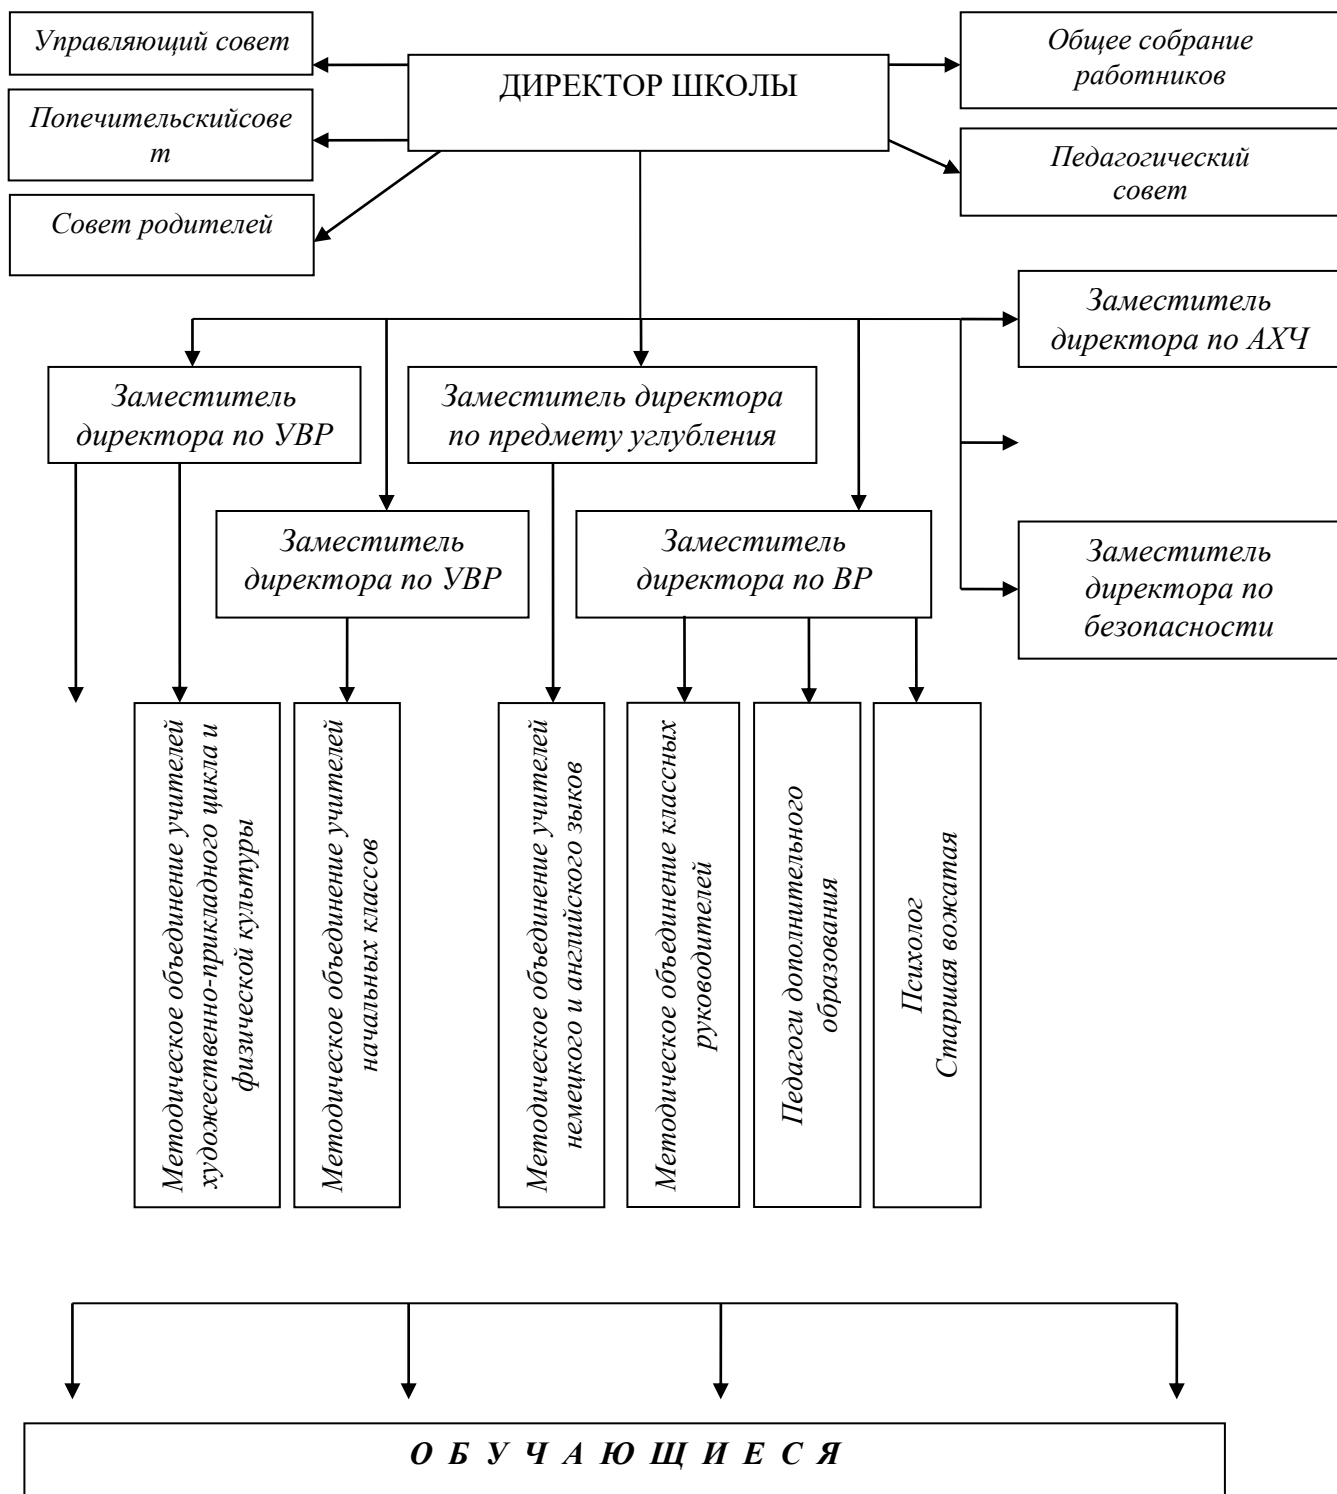 Управляющий совет
ДИРЕКТОР ШКОЛЫ
Общее собрание
работников
Попечительскийсове
т
Педагогический
совет
Совет родителей
Заместитель
директора по АХЧ
Заместитель
директора по УВР
Заместитель директора
по предмету углубления
Заместитель
директора по УВР
Заместитель
директора по ВР
Заместитель
директора по
безопасности
Методическое объединение учителей
художественно-прикладного цикла и
физической культуры
Методическое объединение учителей
начальных классов
Методическое объединение учителей
немецкого и английского зыков
Методическое объединение классных
руководителей
Педагоги дополнительного
образования
Психолог
Старшая вожатая
О Б У Ч А Ю Щ И Е С Я